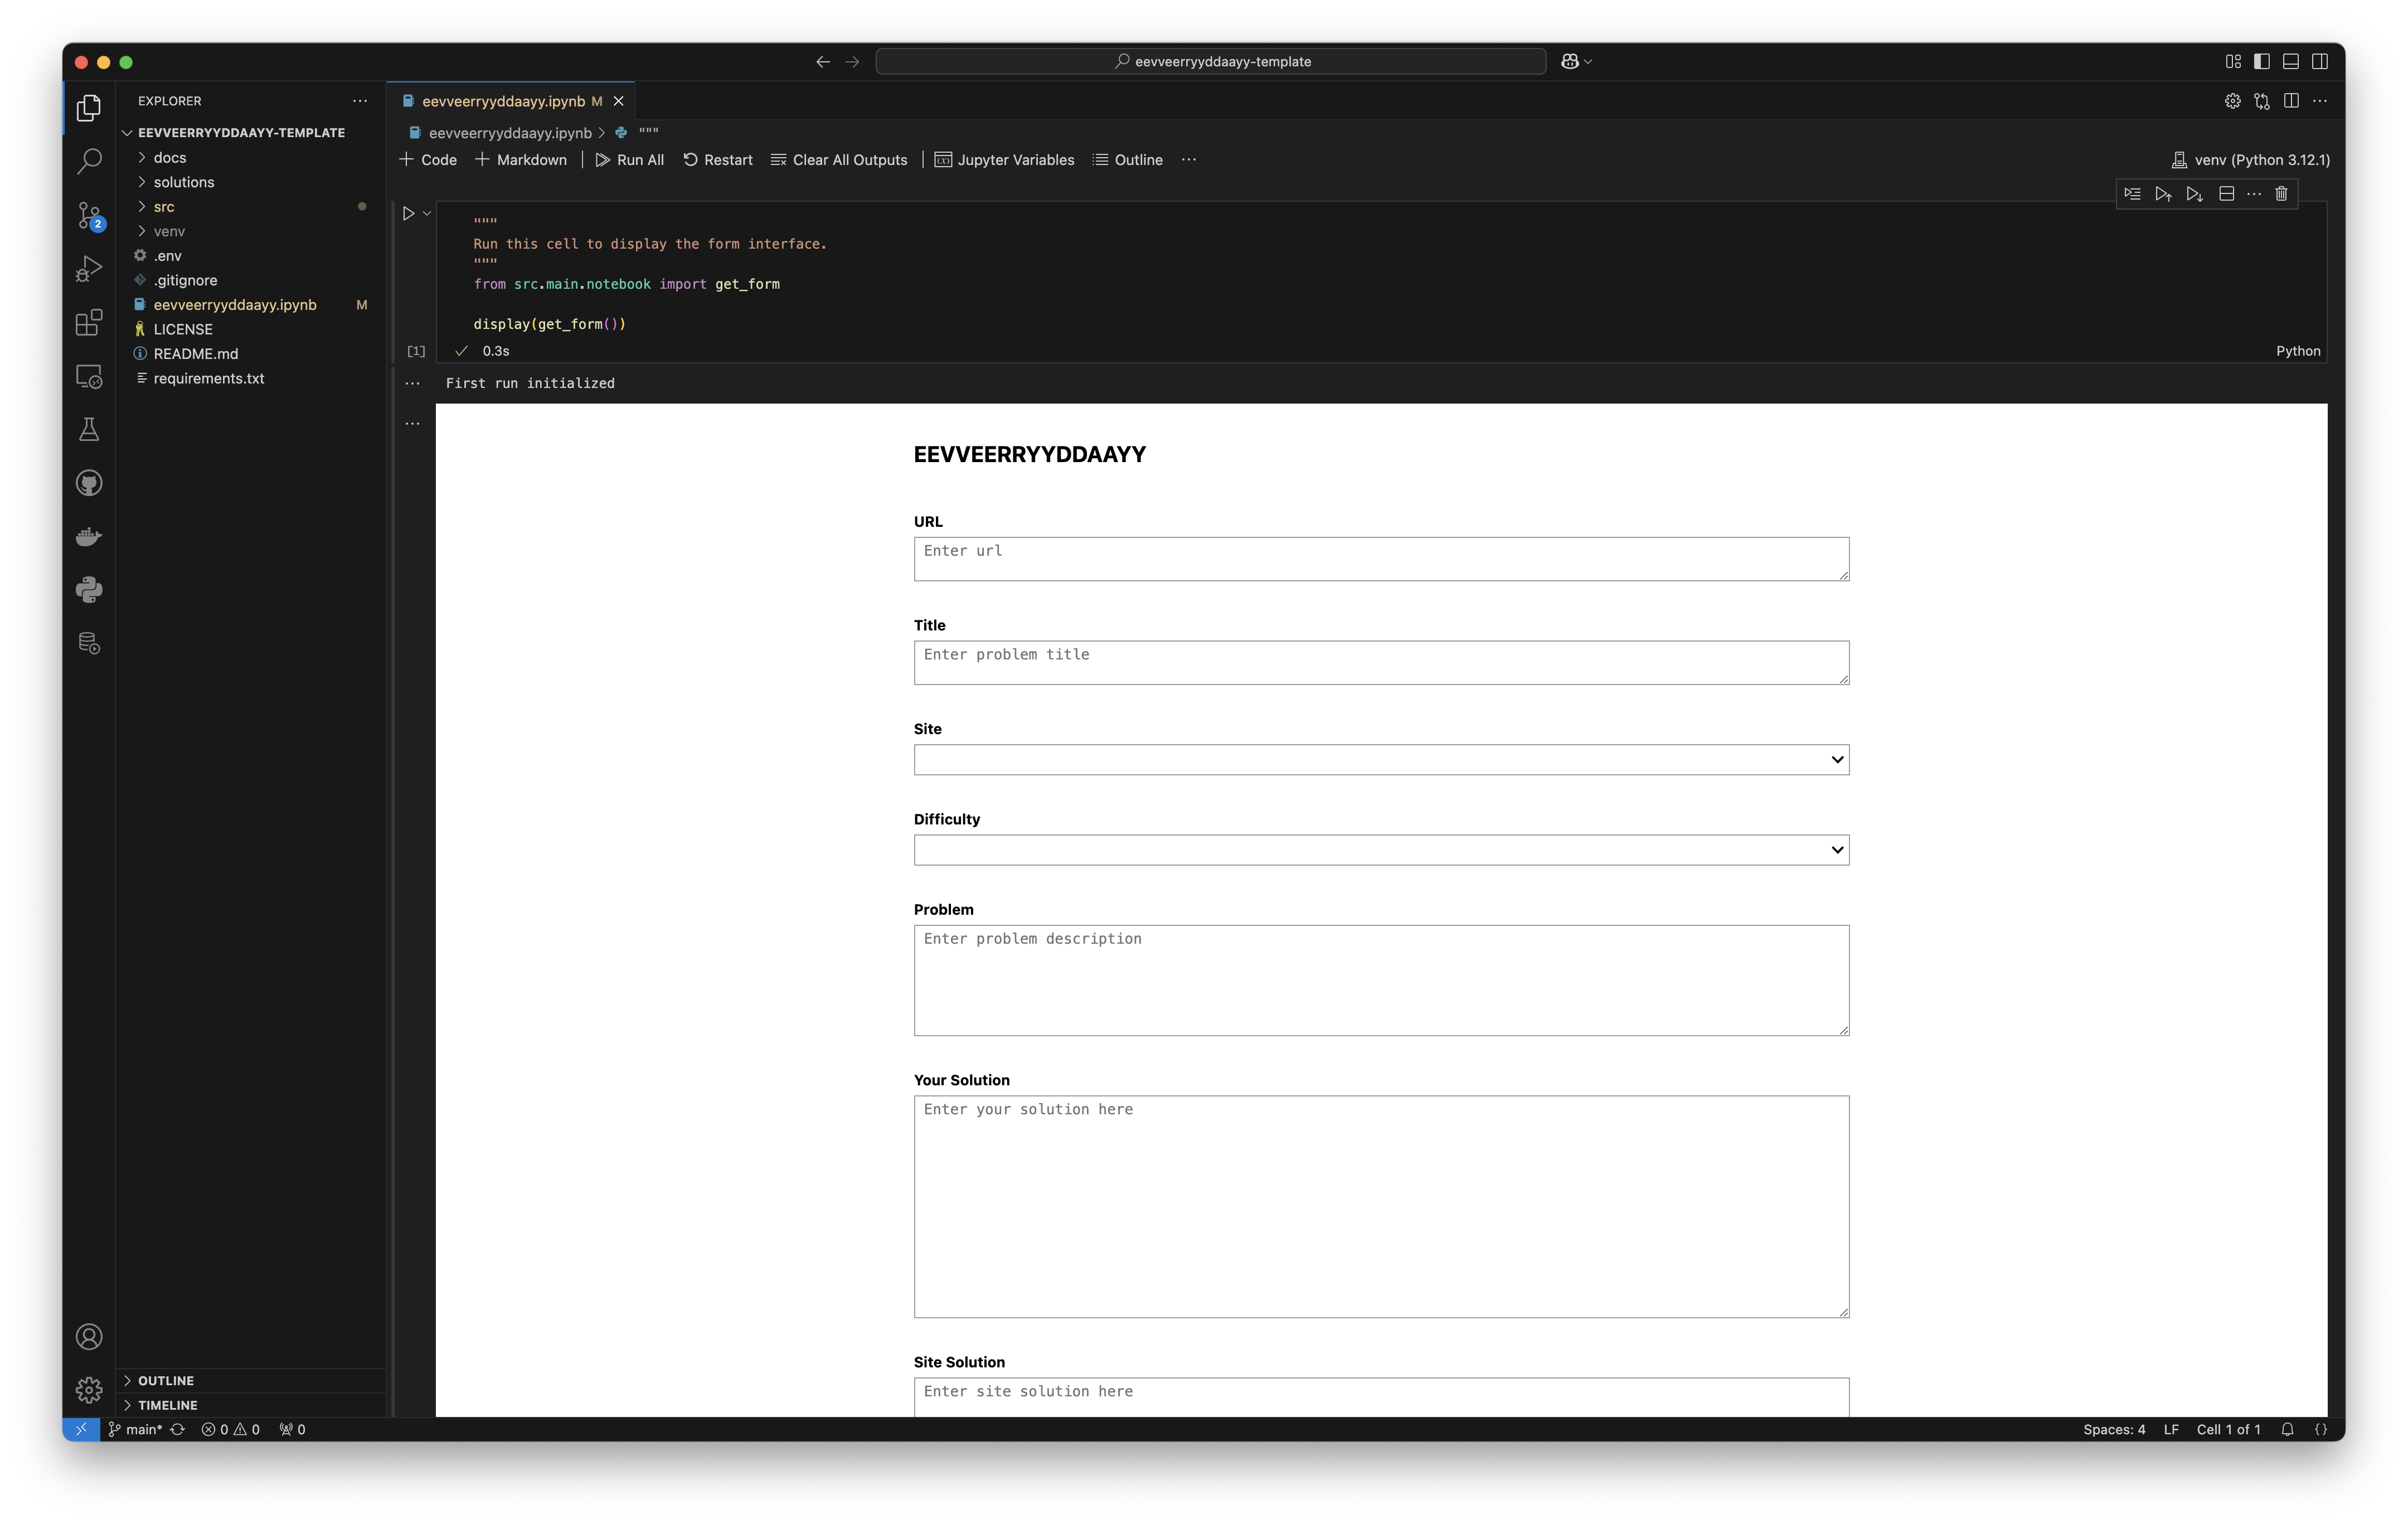 eevveerryyddaayy-template
EXPLORER
EEVVEERRYYDDAAYY-TEMPLATE
docs
solutions
src
venv
.env
.gitignore
eevveerryyddaayy.ipynb M
LICENSE
README.md
requirements.txt
OUTLINE
TIMELINE
2
eevveerryyddaayy.ipynb M
eevveerryyddaayy.ipynb > """
Code Markdown Run All Restart Clear All Outputs Jupyter Variables Outline ...
venv (Python 3.12.1)
"""
Run this cell to display the form interface.
"""
from src.main.notebook import get_form
display(get_form())
[1] 0.3s
Python
First run initialized
EEVVEERRYYDDAAYY
URL
Enter url
Title
Enter problem title
Site
Difficulty
Problem
Enter problem description
Your Solution
Enter your solution here
Site Solution
Enter site solution here
main* 0 0 0
Spaces: 4 LF Cell 1 of 1 {}